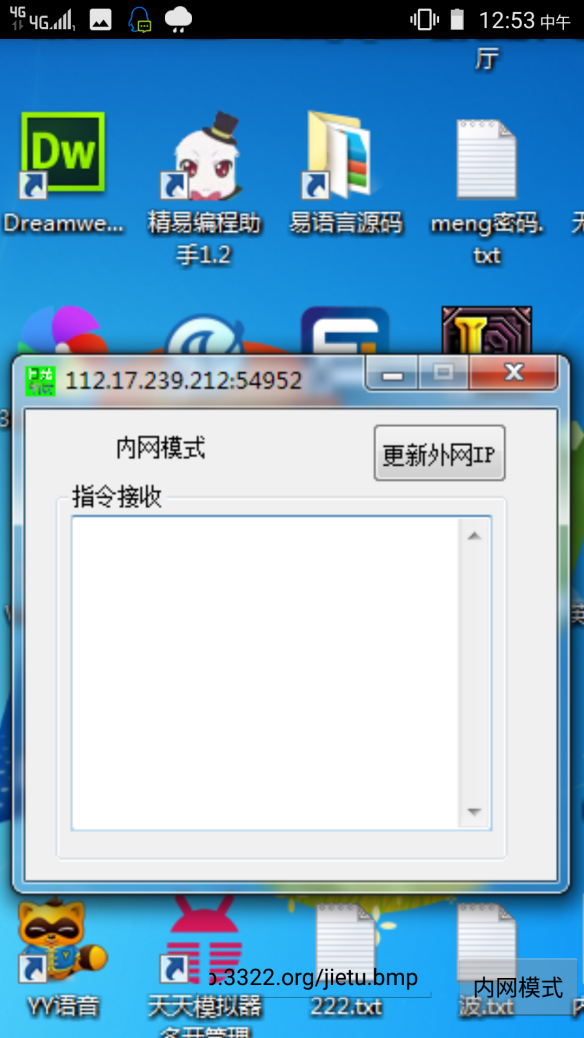 4G 4G 12:53 中午
厅
Dw
Dreamwe... 精易编程助 易语言源码 meng密码.
手1.2 txt
112.17.239.212:54952
内网模式 更新外网IP
指令接收
.3322.org/jietu.bmp 内网模式
YY语音 天天模拟器 222.txt 波.txt
多开管理